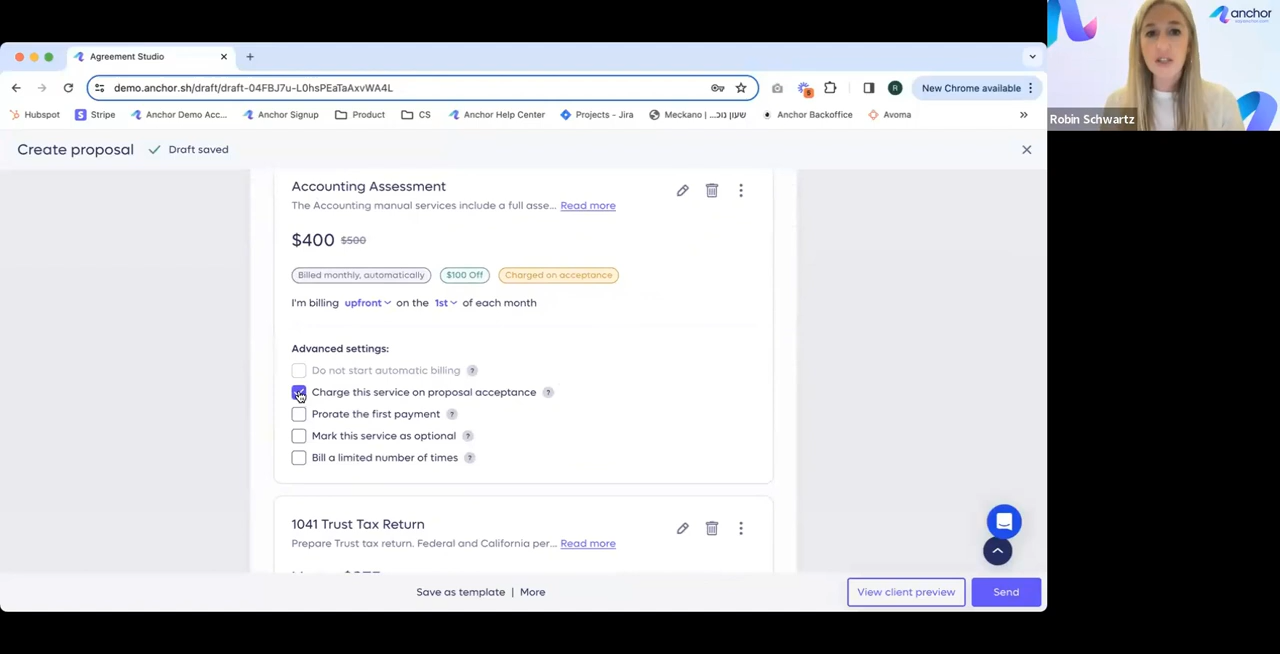 anchor
Agreement Studio
demo.anchor.sh/draft/draft-04FBJ7u-L0hsPEaTaAxvWA4L
New Chrome available
Hubspot
Stripe
Anchor Demo Acc...
Anchor Signup
Product
CS
Anchor Help Center
Projects - Jira
Meckano | שעון נוכ...
Anchor Backoffice
Avoma
Robin Schwartz
Create proposal
Draft saved
Accounting Assessment
The Accounting manual services include a full asse... Read more
$400 $500
Billed monthly, automatically
$100 Off
Charged on acceptance
I'm billing upfront on the 1st of each month
Advanced settings:
Do not start automatic billing ?
Charge this service on proposal acceptance ?
Prorate the first payment ?
Mark this service as optional ?
Bill a limited number of times ?
1041 Trust Tax Return
Prepare Trust tax return. Federal and California per... Read more
Save as template | More
View client preview
Send